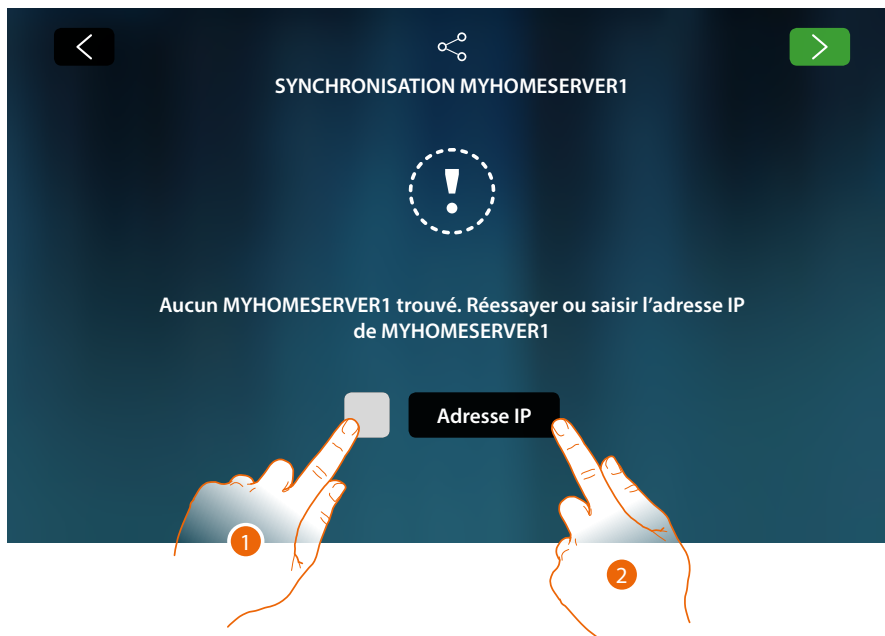 SYNCHRONISATION MYHOMESERVER1
Aucun MYHOMESERVER1 trouvé. Réessayer ou saisir l’adresse IP
de MYHOMESERVER1
Adresse IP
1
2